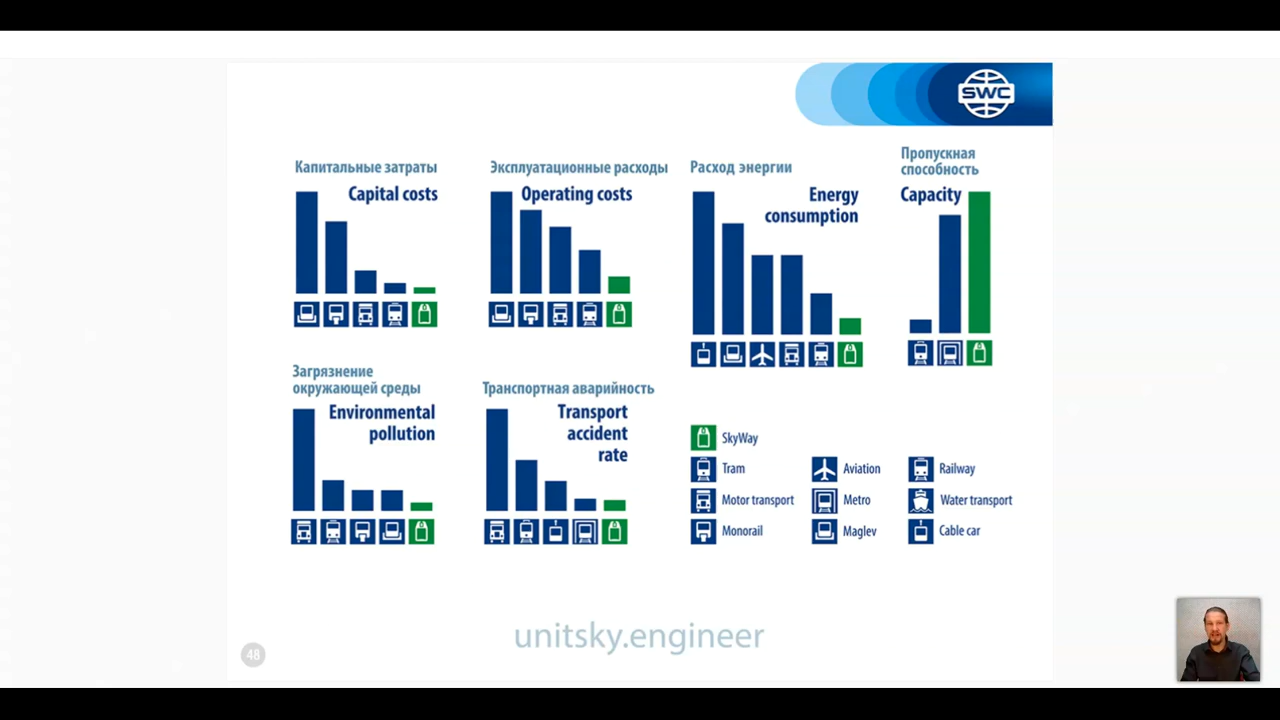 SWC
Капитальные затраты
Capital costs
Эксплуатационные расходы
Operating costs
Расход энергии
Energy
consumption
Пропускная
способность
Capacity
Загрязнение
окружающей среды
Environmental
pollution
Транспортная аварийность
Transport
accident
rate
SkyWay
Tram
Aviation
Railway
Motor transport
Metro
Water transport
Monorail
Maglev
Cable car
unitsky.engineer
48